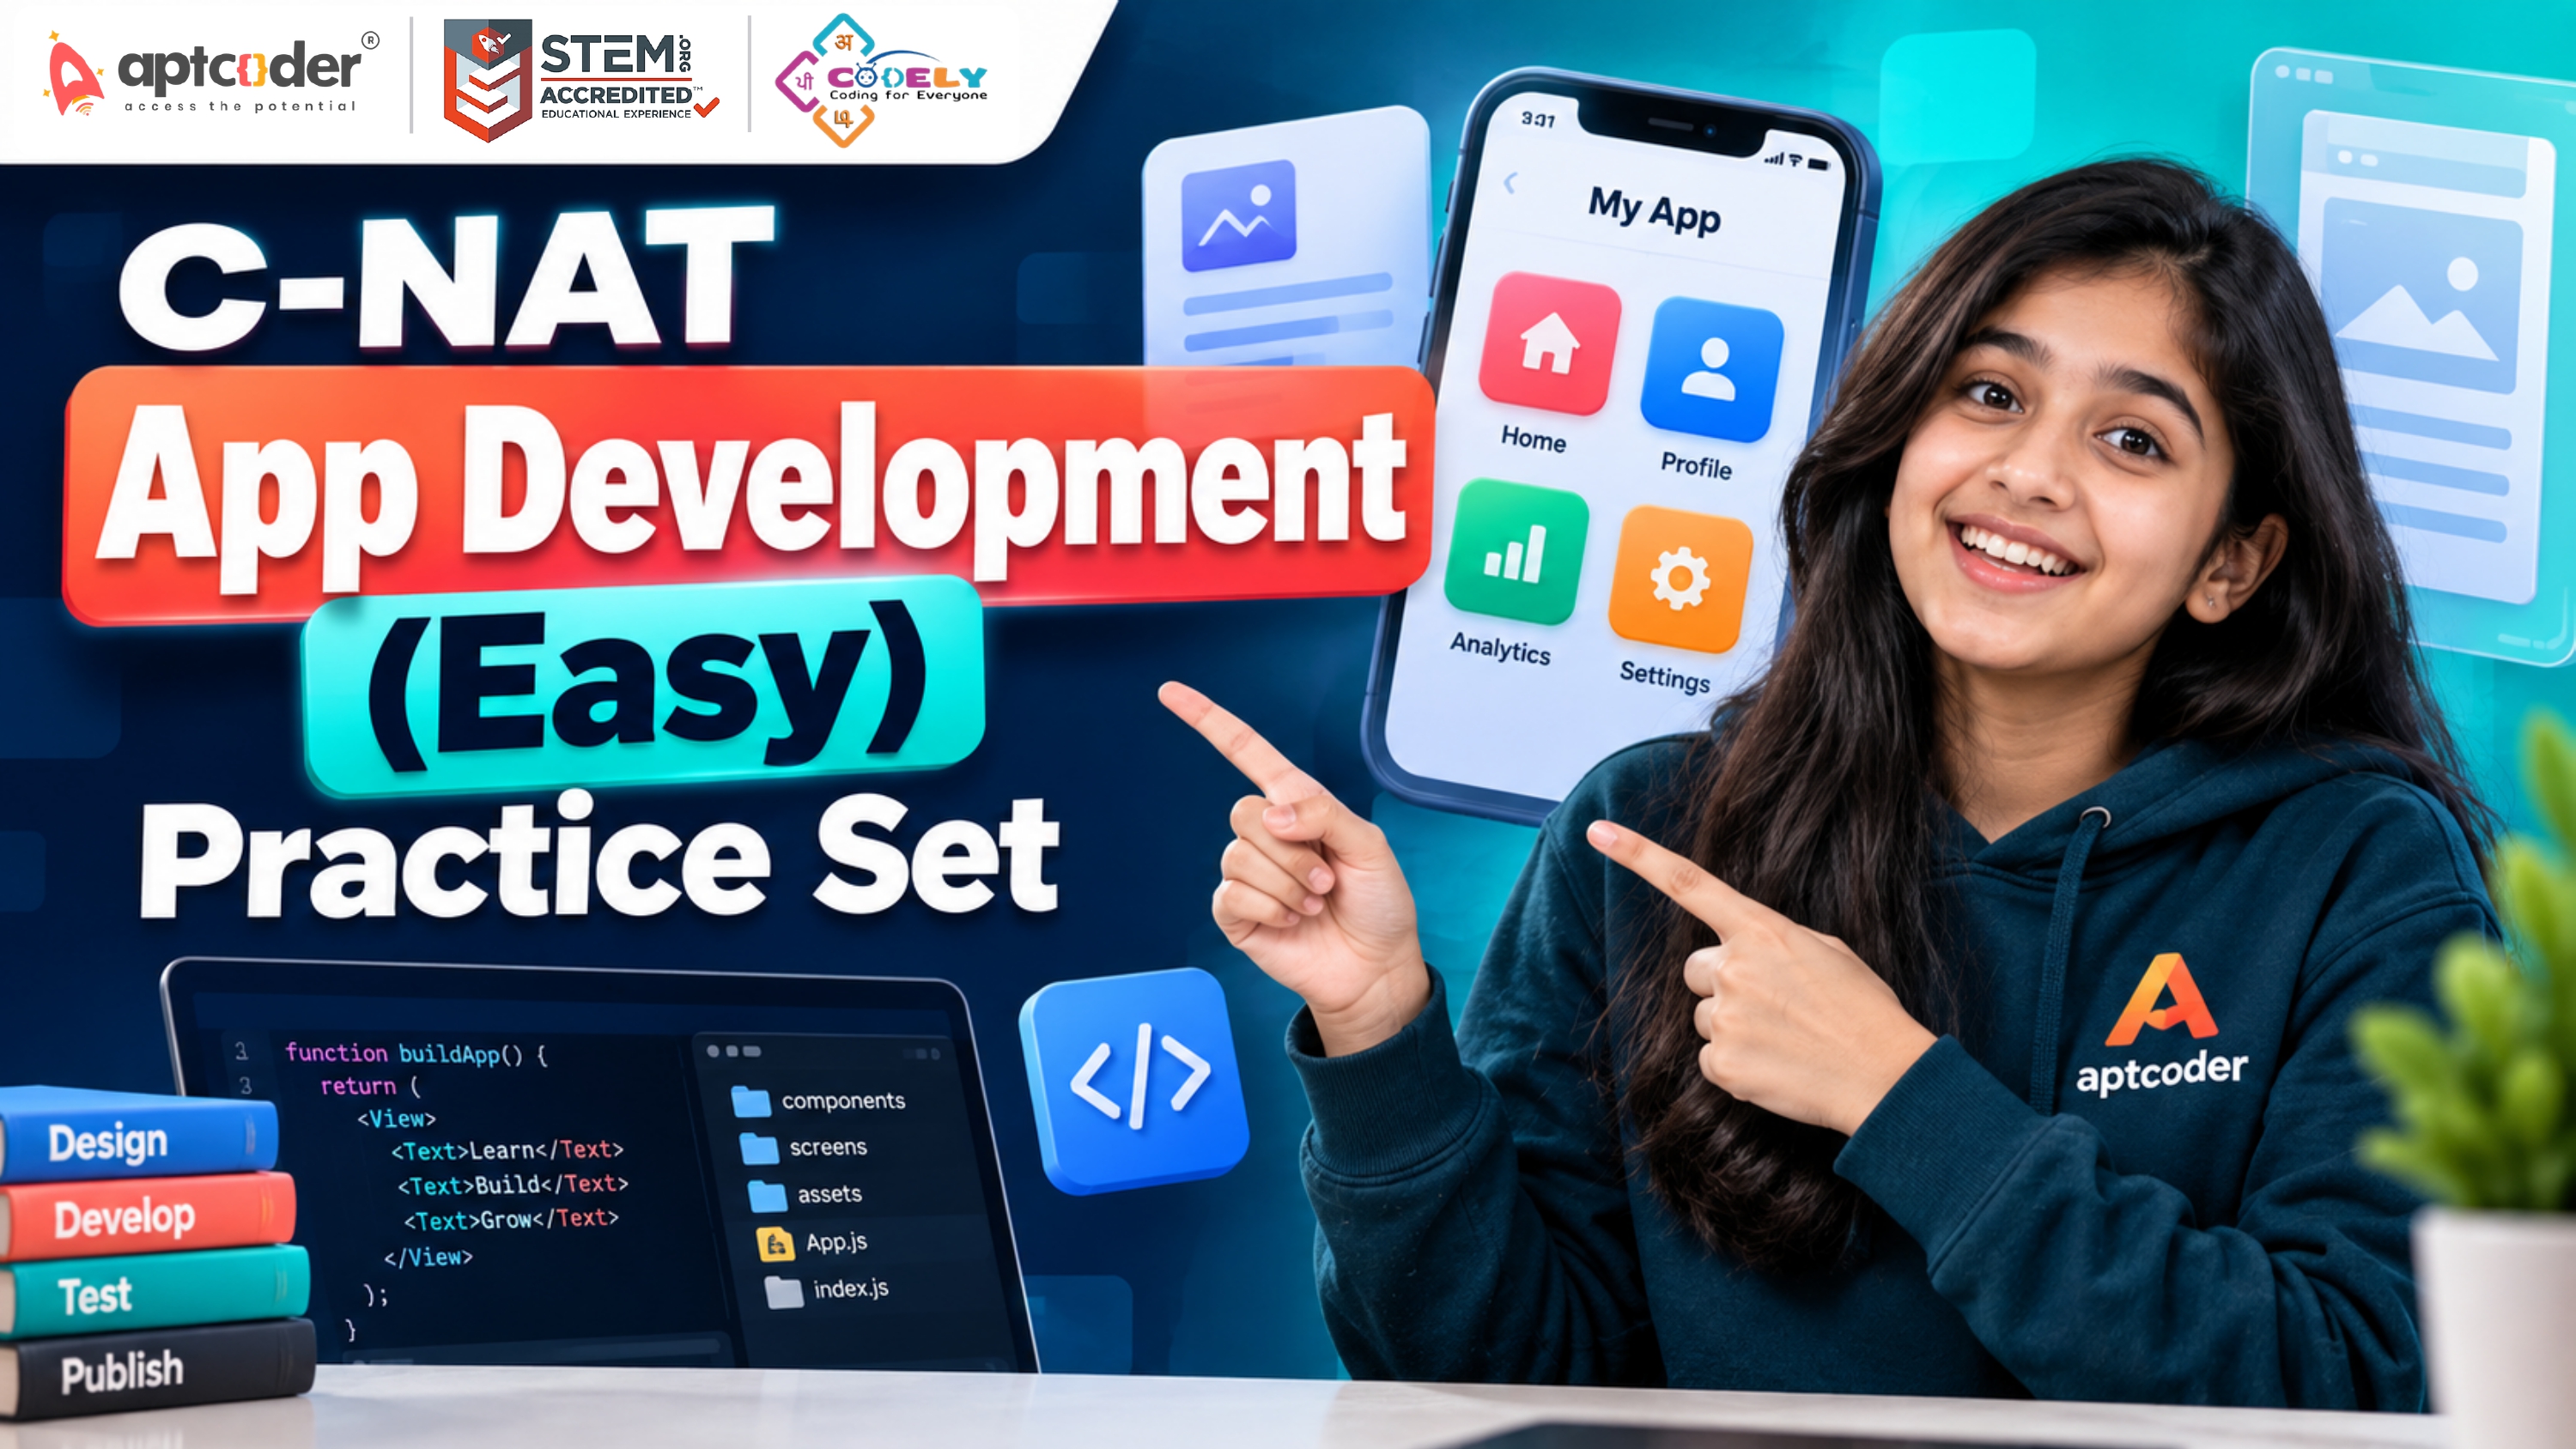 aptcoder®
access the potential
STEM.ORG
ACCREDITED™
EDUCATIONAL EXPERIENCE
अ
पी
CODELY
Coding for Everyone
C-NAT
App Development
(Easy)
Practice Set
My App
Home
Profile
Analytics
Settings
3 function buildApp() {
3 return (
<View>
<Text>Learn</Text>
<Text>Build</Text>
<Text>Grow</Text>
</View>
);
}
components
screens
assets
App.js
index.js
</>
Design
Develop
Test
Publish
aptcoder